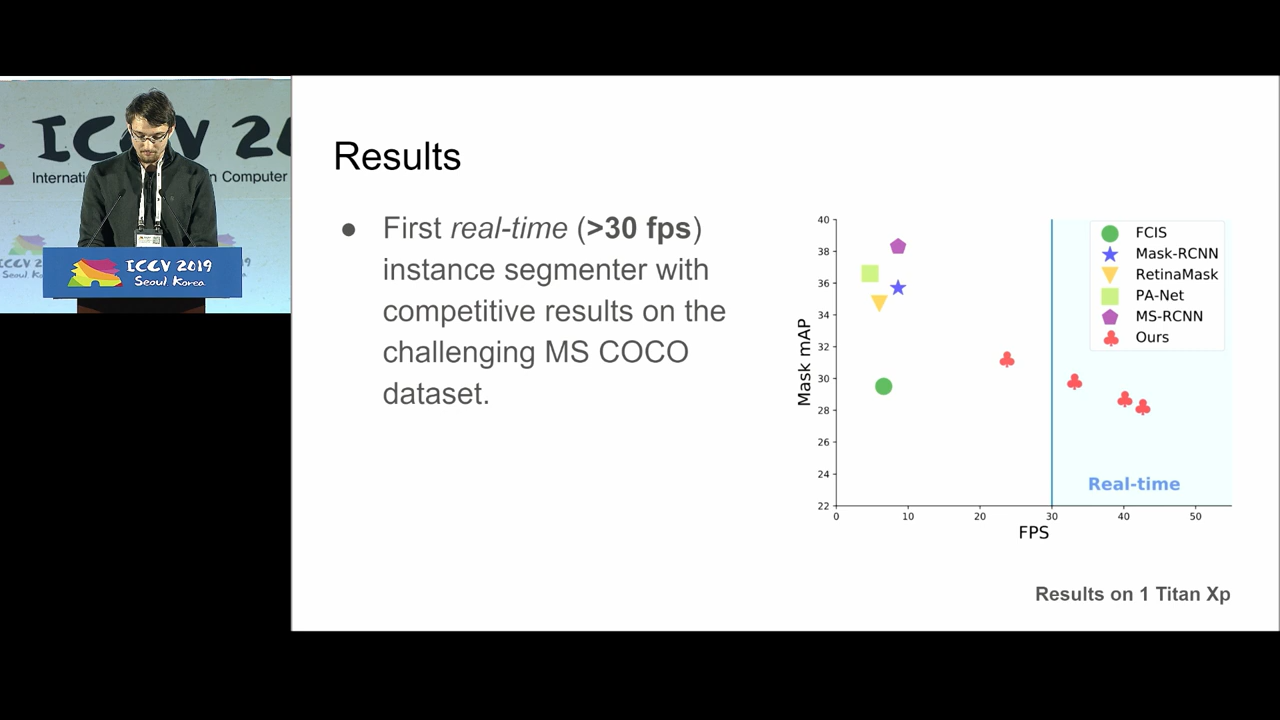 ICCV 2019
Internati
n Computer
ICCV 2019
Seoul Korea
Results
● First real-time (>30 fps)
instance segmenter with
competitive results on the
challenging MS COCO
dataset.
FCIS
Mask-RCNN
RetinaMask
PA-Net
MS-RCNN
Ours
Mask mAP
40
38
36
34
32
30
28
26
24
22
Real-time
0 10 20 30 40 50
FPS
Results on 1 Titan Xp